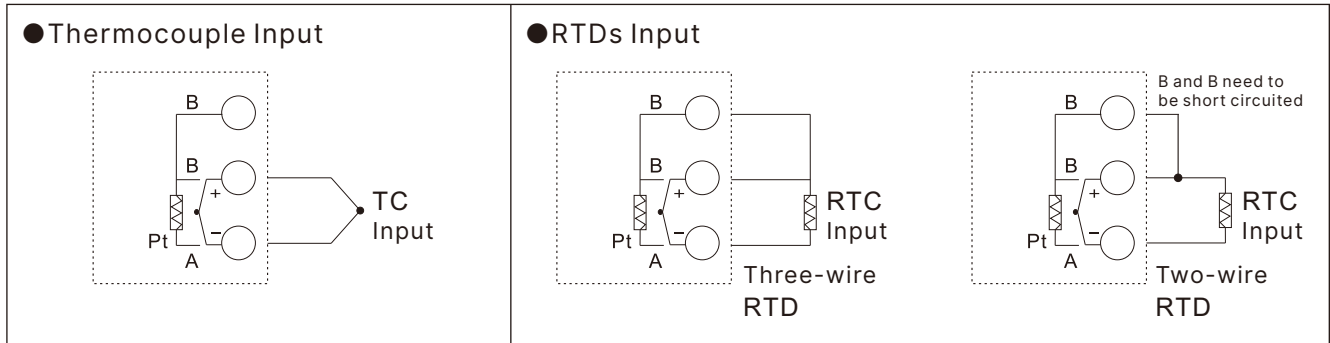 ●Thermocouple Input
B
B
+
TC
Input
Pt
−
A
●RTDs Input
B
B
+
RTC
Input
Pt
−
A
Three-wire
RTD
B and B need to
be short circuited
B
B
+
RTC
Input
Pt
−
A
Two-wire
RTD